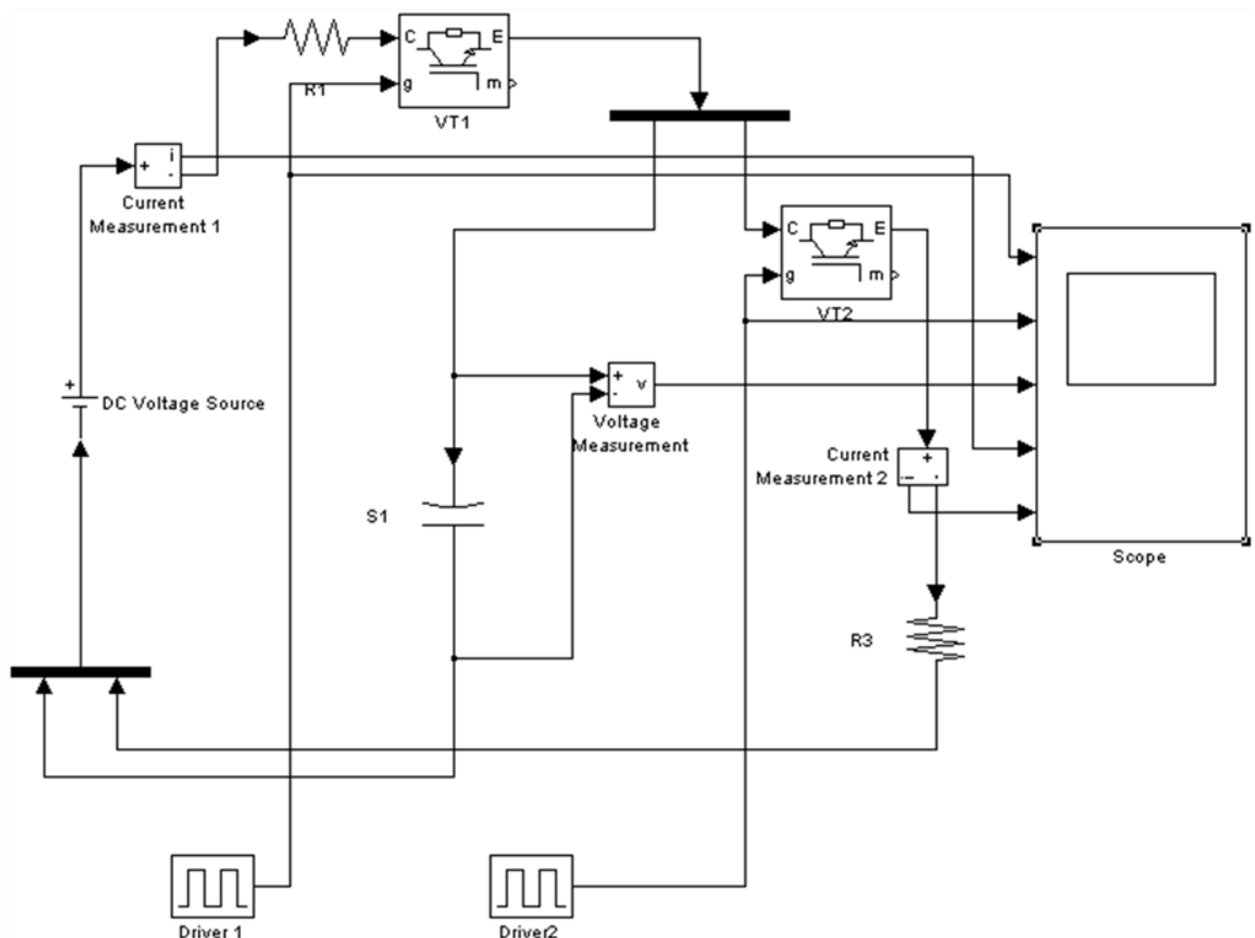 C
E
g
m
R1
VT1
+
i
-
Current
Measurement 1
C
E
g
m
VT2
+
DC Voltage Source
+
-
v
Voltage
Measurement
Current
Measurement 2
+
-
S1
Scope
R3
Driver 1
Driver2